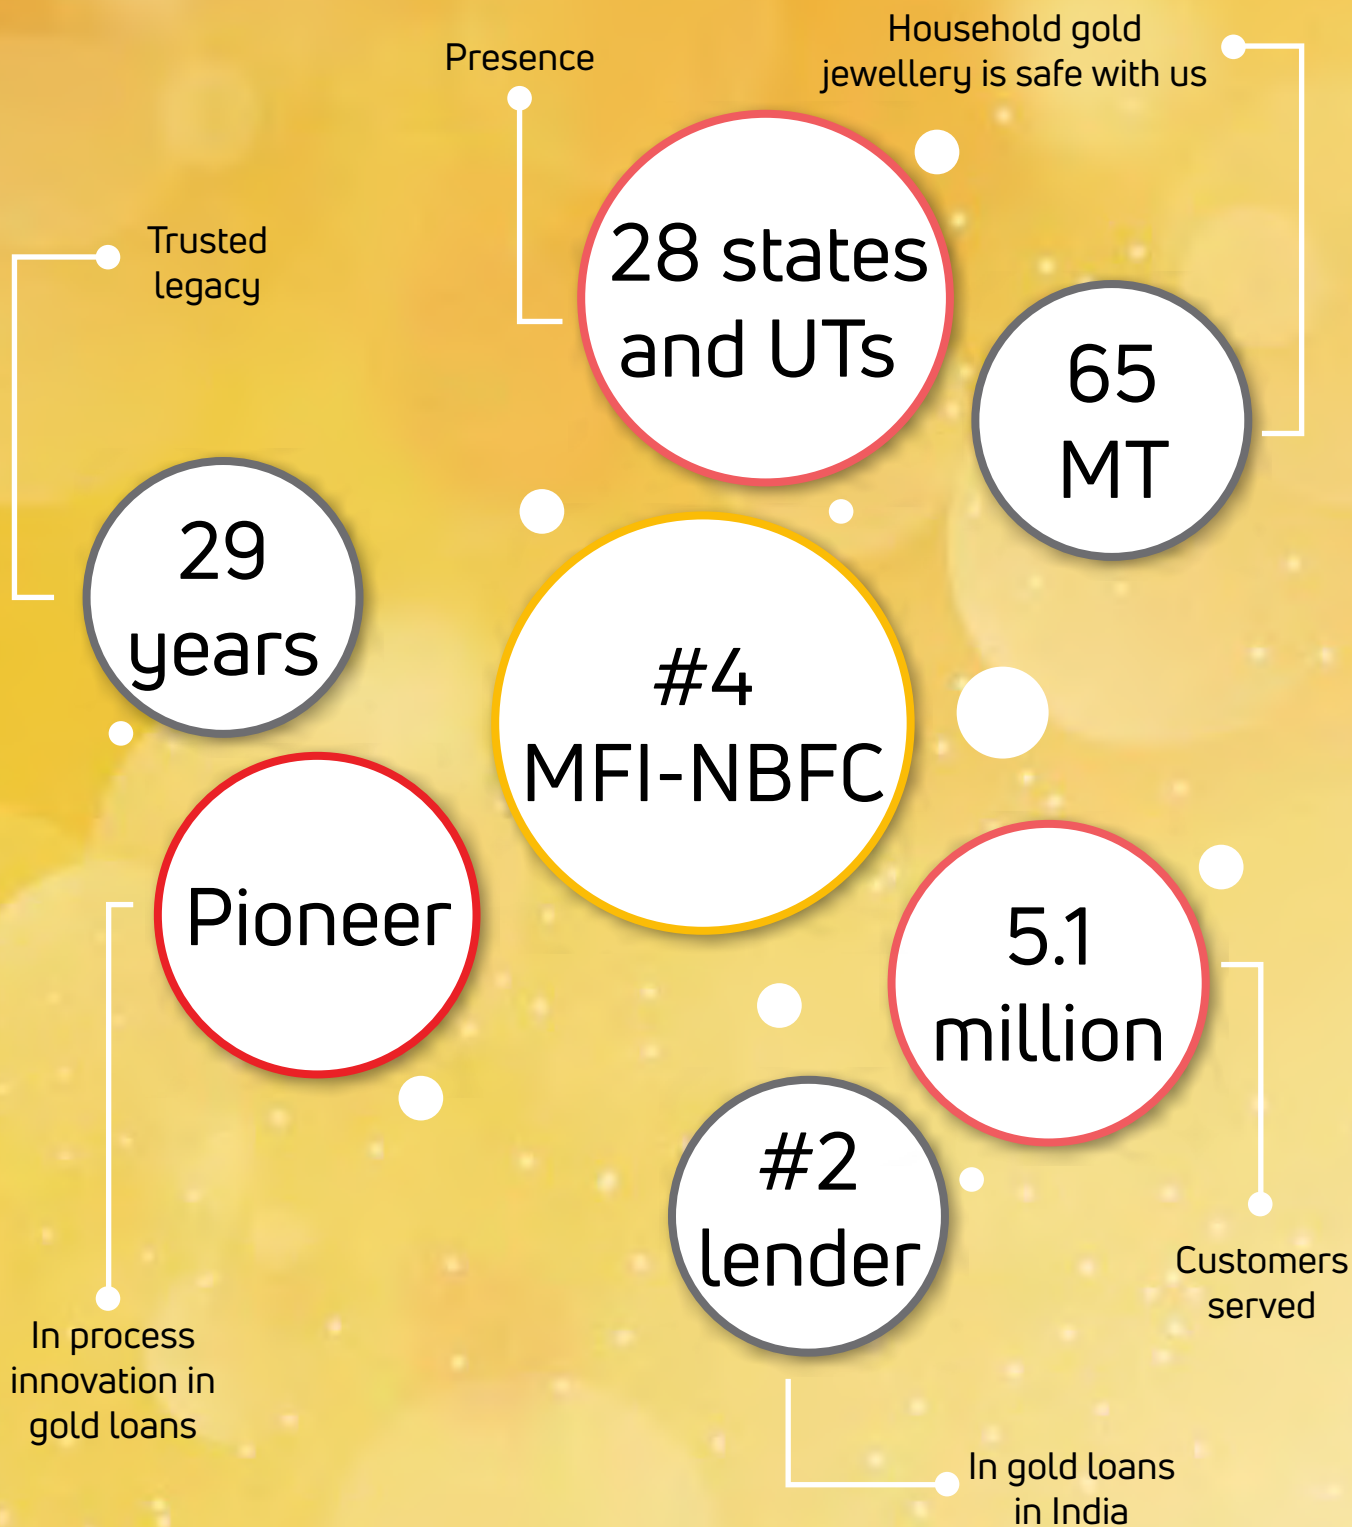 Presence
28 states
and UTs
Household gold
jewellery is safe with us
65
MT
Trusted
legacy
29
years
#4
MFI-NBFC
Pioneer
In process
innovation in
gold loans
5.1
million
Customers
served
#2
lender
In gold loans
in India